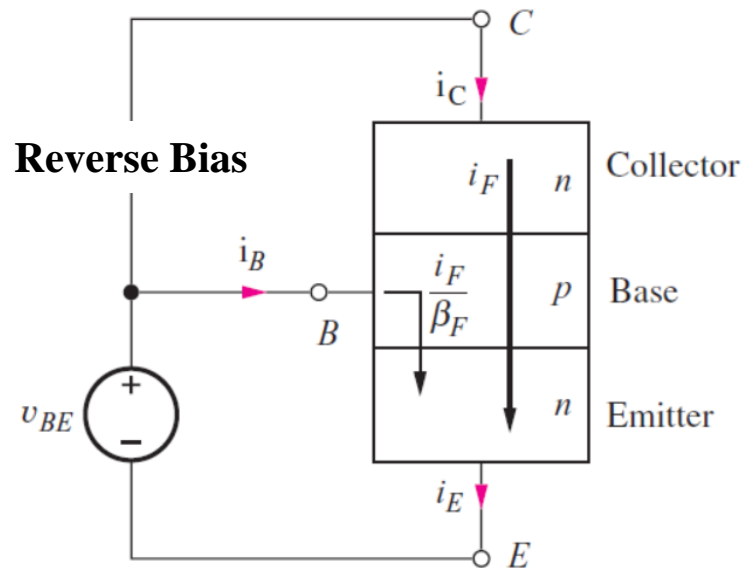 C
i_C
Reverse Bias
Collector
i_F
n
i_B
i_F
β_F
p
Base
B
+
v_BE
−
n
Emitter
i_E
E